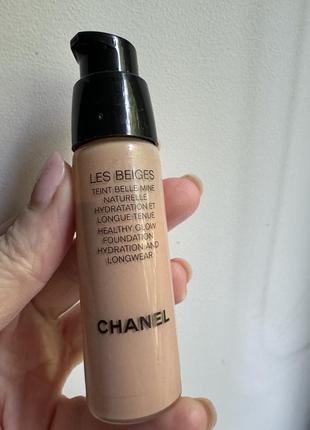 LES BEIGES
TEINT BELLE MINE
NATURELLE
HYDRATATION ET
LONGUE TENUE
HEALTHY GLOW
FOUNDATION
HYDRATION AND
LONGWEAR
CHANEL